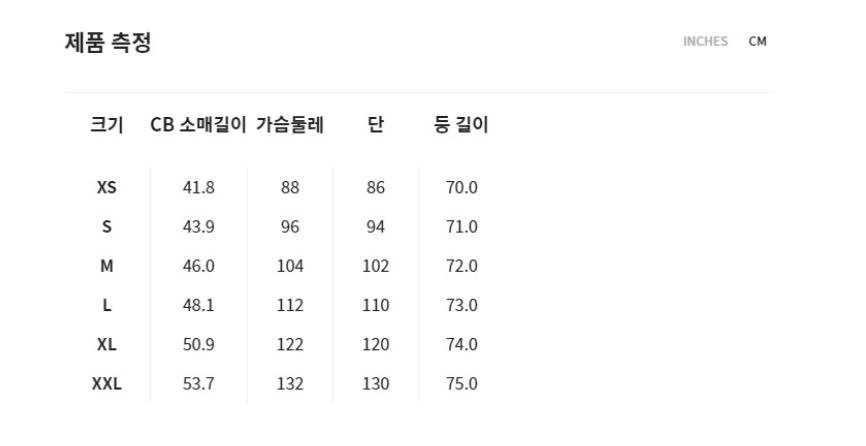 제품 측정
INCHES CM
크기 CB 소매길이 가슴둘레 단 등 길이
XS 41.8 88 86 70.0
S 43.9 96 94 71.0
M 46.0 104 102 72.0
L 48.1 112 110 73.0
XL 50.9 122 120 74.0
XXL 53.7 132 130 75.0